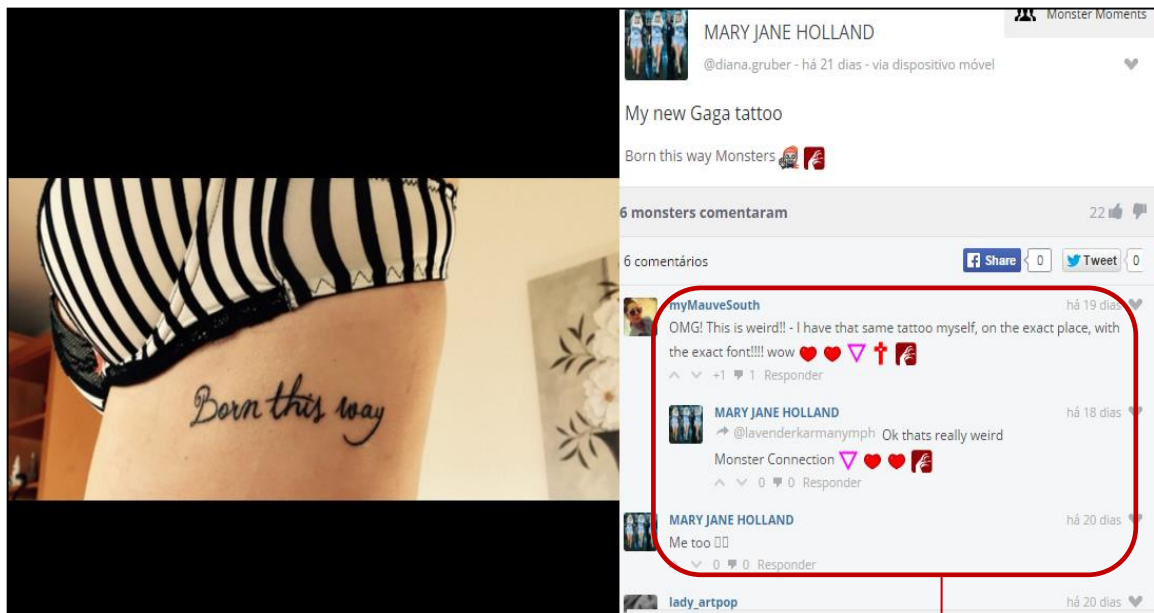 Born this way
Monster Moments
MARY JANE HOLLAND
@diana.gruber - há 21 dias - via dispositivo móvel
My new Gaga tattoo
Born this way Monsters
6 monsters comentaram
22
6 comentários
Share 0 Tweet 0
myMauveSouth há 19 dias
OMG! This is weird!! - I have that same tattoo myself, on the exact place, with
the exact font!!!! wow
+1 1 Responder
MARY JANE HOLLAND há 18 dias
@lavenderkarmanymph Ok thats really weird
Monster Connection
0 0 Responder
MARY JANE HOLLAND há 20 dias
Me too
0 0 Responder
lady_artpop há 20 dias